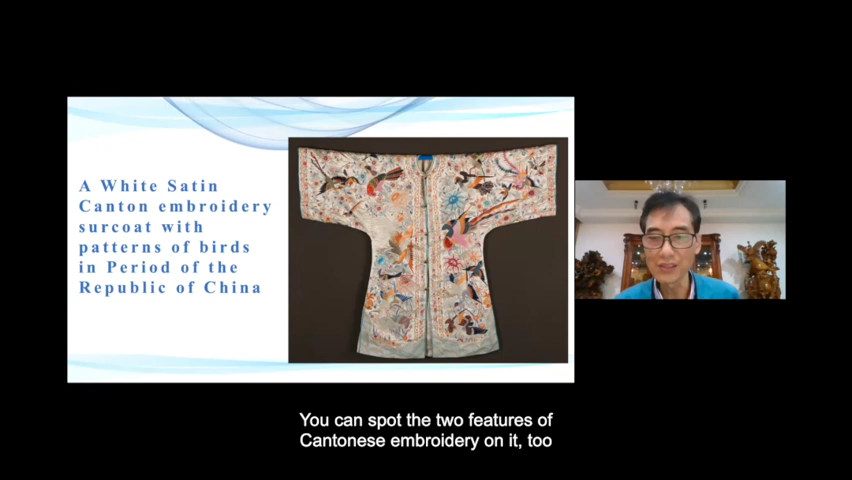 A White Satin
Canton embroidery
surcoat with
patterns of birds
in Period of the
Republic of China
You can spot the two features of
Cantonese embroidery on it, too